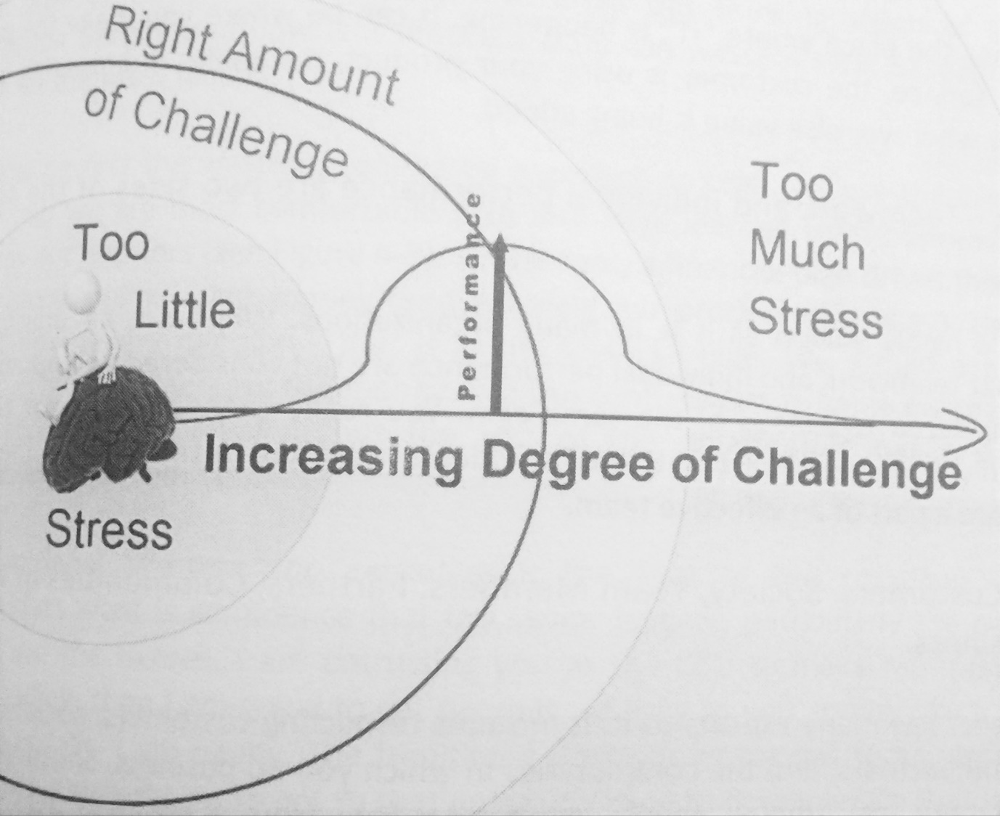 Right Amount
of Challenge
Too
Little
Stress
Performance
Too
Much
Stress
Increasing Degree of Challenge